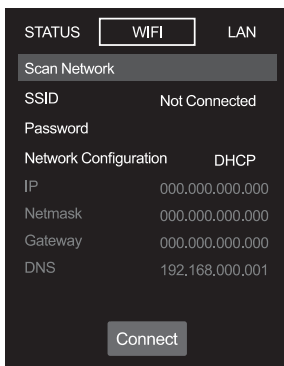 STATUS WIFI LAN
Scan Network
SSID Not Connected
Password
Network Configuration DHCP
IP 000.000.000.000
Netmask 000.000.000.000
Gateway 000.000.000.000
DNS 192.168.000.001
Connect